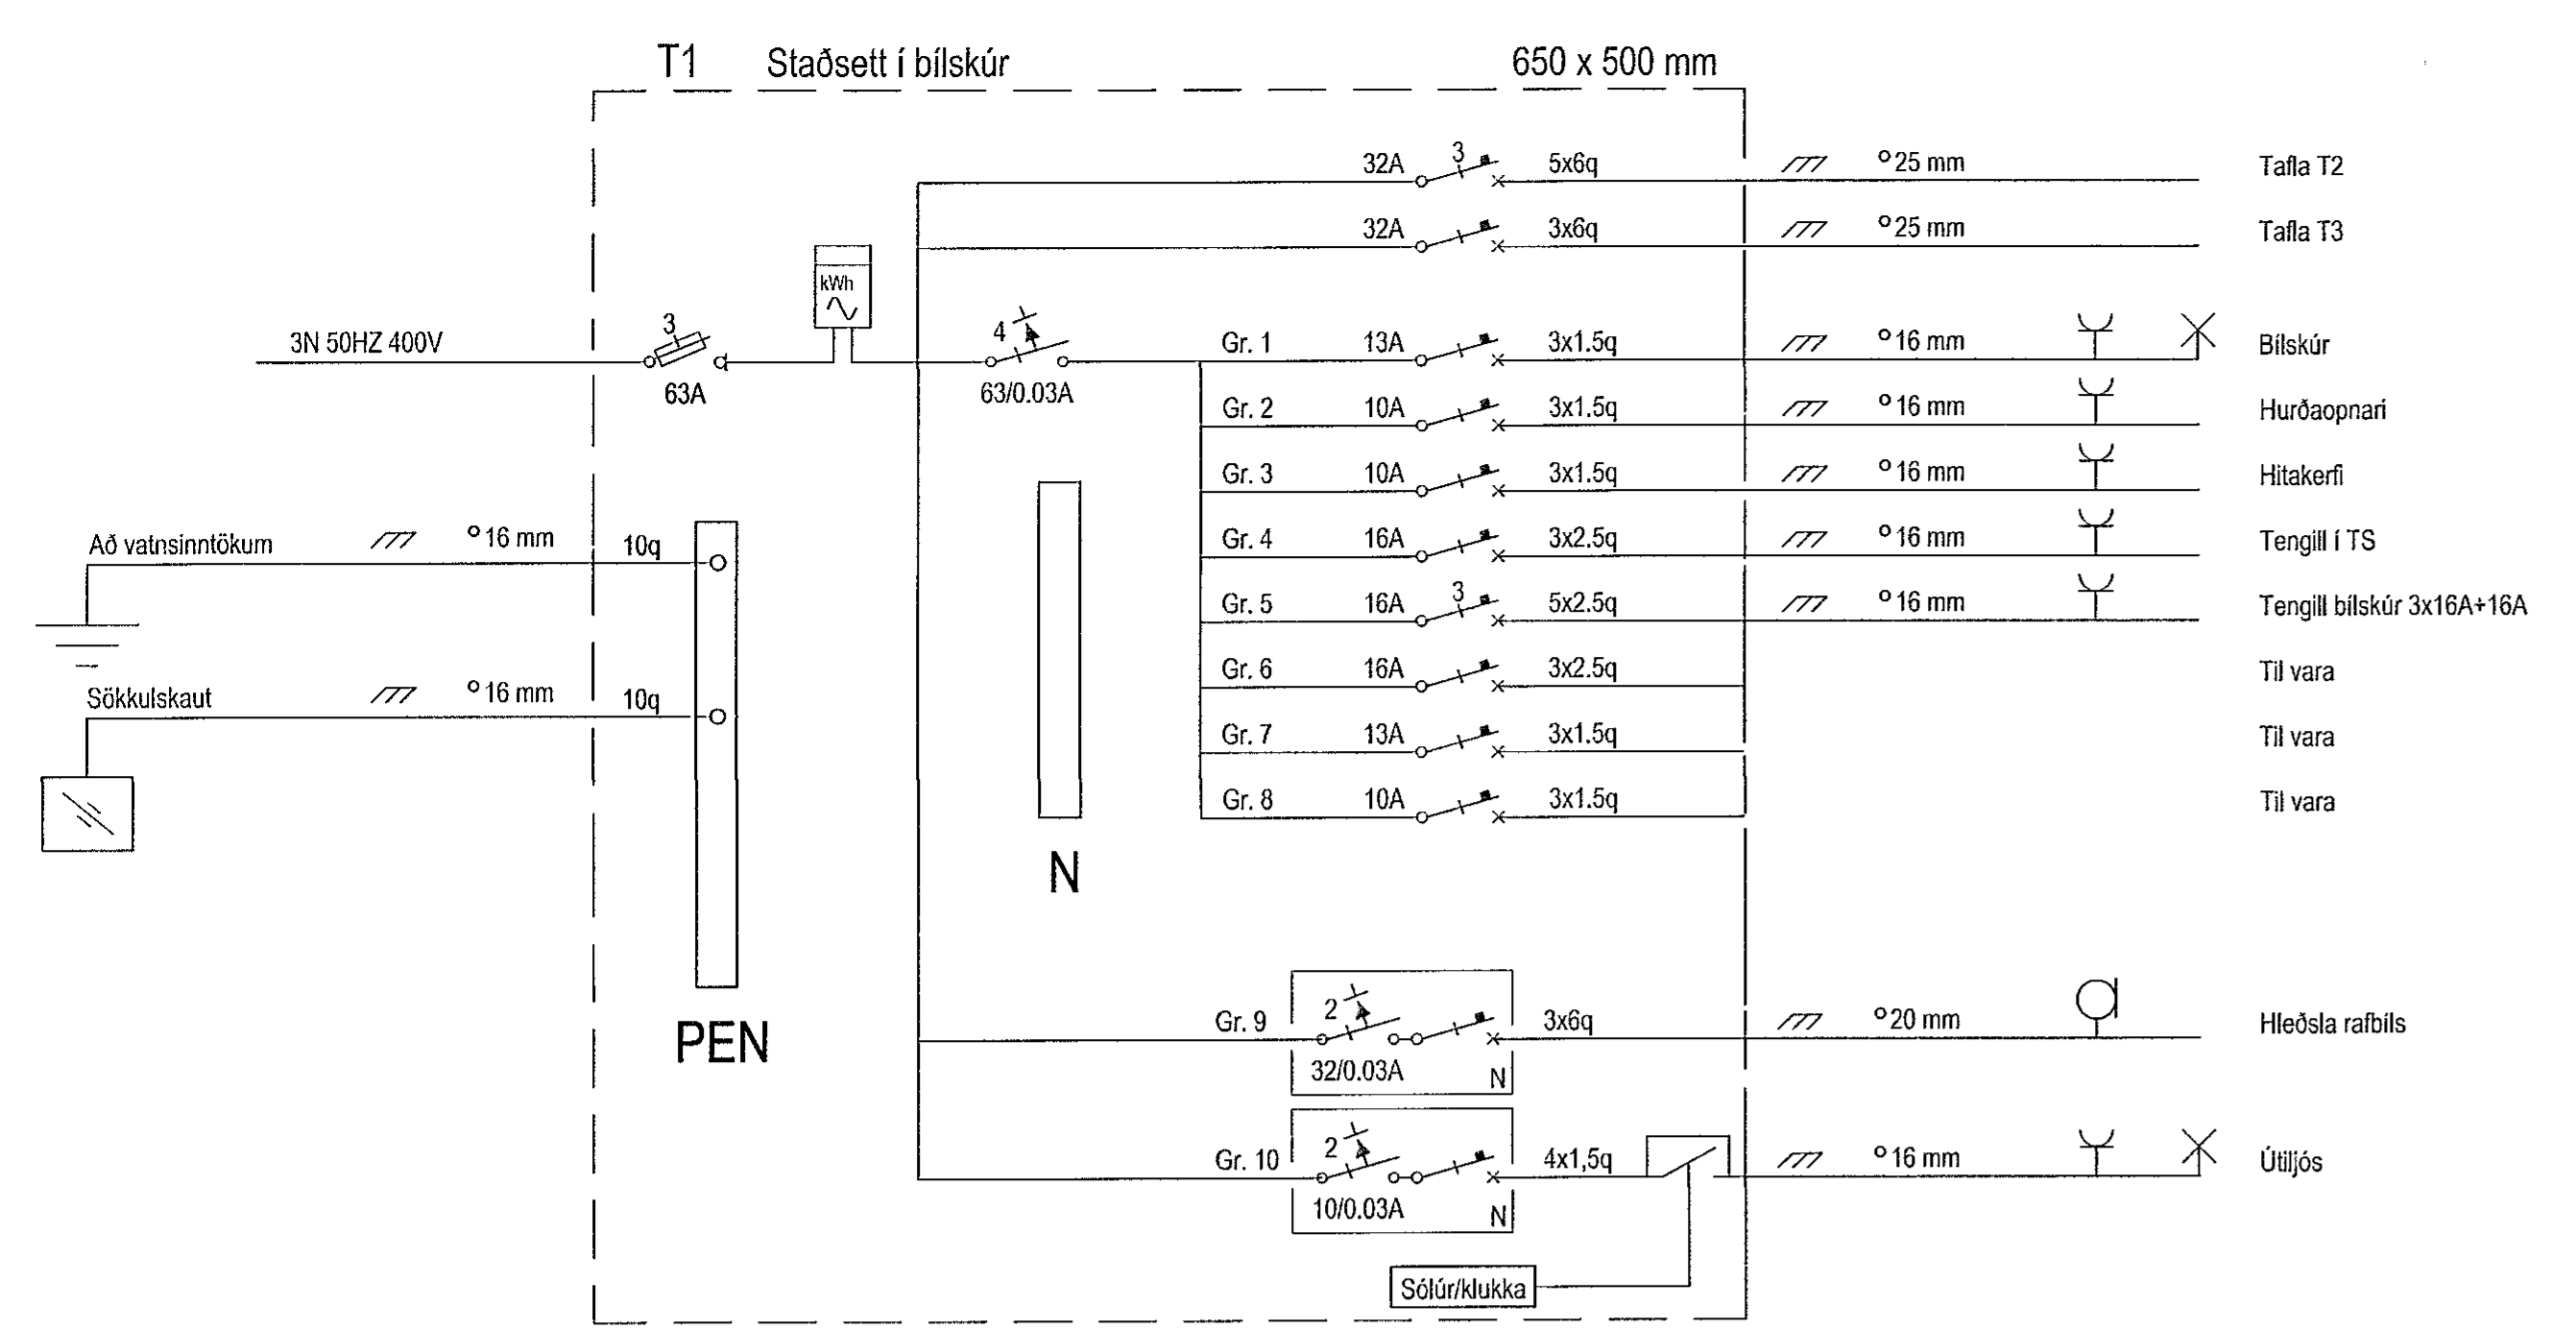 T1 Staðsett í bílskúr 650 x 500 mm
32A 3 5x6q °25 mm Tafla T2
32A 3x6q °25 mm Tafla T3
kWh
3N 50HZ 400V 3 4
63A 63/0.03A
Gr. 1 13A 3x1.5q °16 mm Bílskúr
Gr. 2 10A 3x1.5q °16 mm Hurðaopnari
Gr. 3 10A 3x1.5q °16 mm Hitakerfi
Gr. 4 16A 3x2.5q °16 mm Tengill í TS
Gr. 5 16A 3 5x2.5q °16 mm Tengill bílskúr 3x16A+16A
Gr. 6 16A 3x2.5q Til vara
Gr. 7 13A 3x1.5q Til vara
Gr. 8 10A 3x1.5q Til vara
Að vatnsinntökum °16 mm 10q
Sökkulskaut °16 mm 10q
N
PEN
Gr. 9 2 3x6q °20 mm Hleðsla rafbíls
32/0.03A N
Gr. 10 2 4x1,5q °16 mm Útiljós
10/0.03A N
Sólúr/klukka